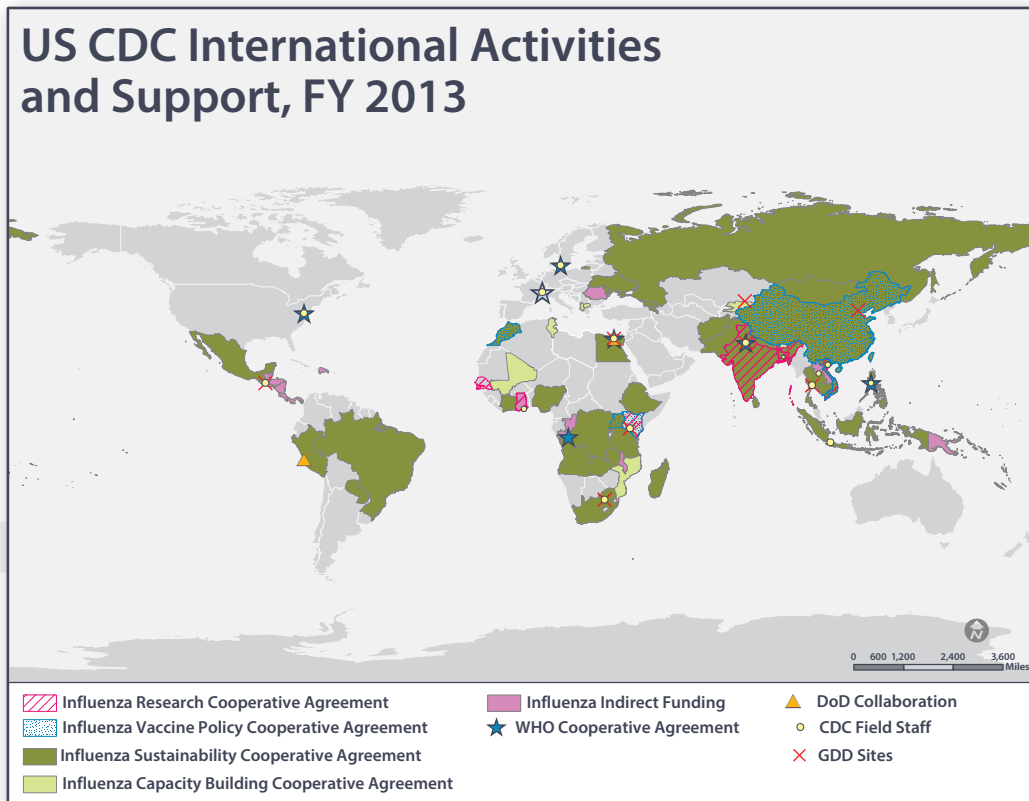 US CDC International Activities
and Support, FY 2013
N
0 600 1,200 2,400 3,600
Miles
Influenza Research Cooperative Agreement
Influenza Vaccine Policy Cooperative Agreement
Influenza Sustainability Cooperative Agreement
Influenza Capacity Building Cooperative Agreement
Influenza Indirect Funding
WHO Cooperative Agreement
DoD Collaboration
CDC Field Staff
GDD Sites